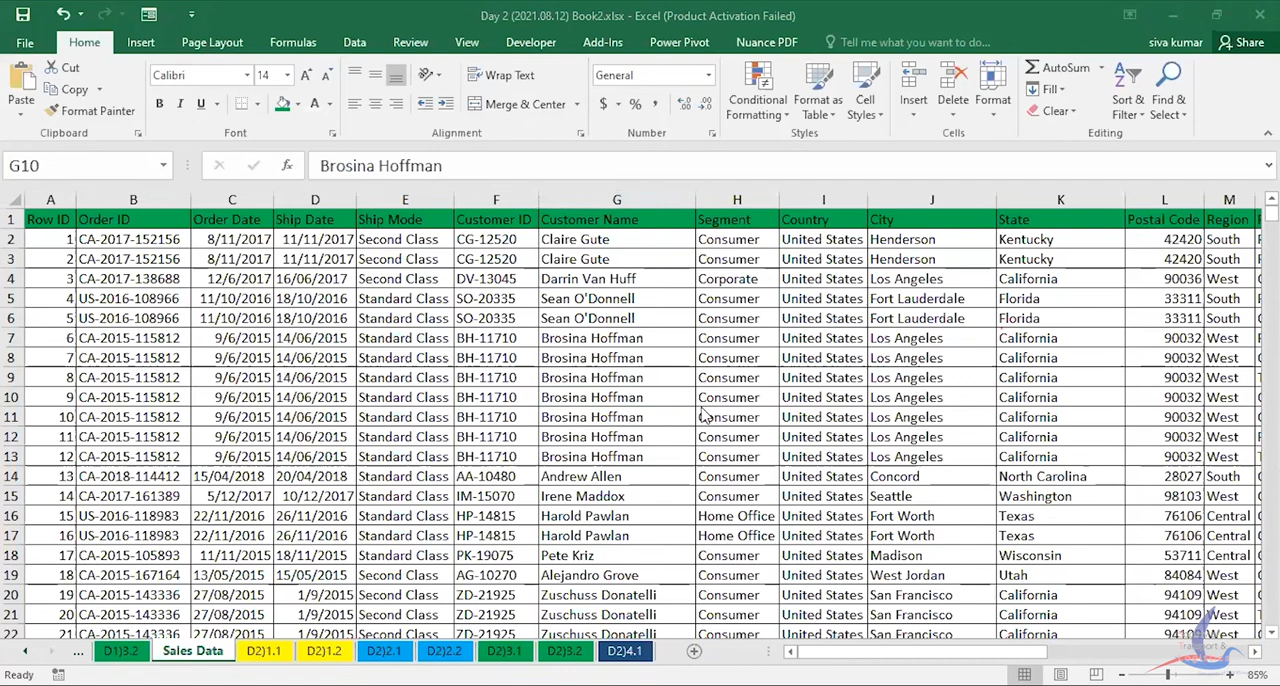 Day 2 (2021.08.12) Book2.xlsx - Excel (Product Activation Failed)
File Home Insert Page Layout Formulas Data Review View Developer Add-Ins Power Pivot Nuance PDF Tell me what you want to do... siva kumar Share
Paste Cut Copy Format Painter Clipboard
Calibri 14 A A B I U A Font
Wrap Text Merge & Center Alignment
General $ % , Number
Conditional Formatting Format as Table Cell Styles Styles
Insert Delete Format Cells
AutoSum Fill Clear Sort & Filter Find & Select Editing
G10 fx Brosina Hoffman
A B C D E F G H I J K L M
1 Row ID Order ID Order Date Ship Date Ship Mode Customer ID Customer Name Segment Country City State Postal Code Region
2 1 CA-2017-152156 8/11/2017 11/11/2017 Second Class CG-12520 Claire Gute Consumer United States Henderson Kentucky 42420 South
3 2 CA-2017-152156 8/11/2017 11/11/2017 Second Class CG-12520 Claire Gute Consumer United States Henderson Kentucky 42420 South
4 3 CA-2017-138688 12/6/2017 16/06/2017 Second Class DV-13045 Darrin Van Huff Corporate United States Los Angeles California 90036 West
5 4 US-2016-108966 11/10/2016 18/10/2016 Standard Class SO-20335 Sean O'Donnell Consumer United States Fort Lauderdale Florida 33311 South
6 5 US-2016-108966 11/10/2016 18/10/2016 Standard Class SO-20335 Sean O'Donnell Consumer United States Fort Lauderdale Florida 33311 South
7 6 CA-2015-115812 9/6/2015 14/06/2015 Standard Class BH-11710 Brosina Hoffman Consumer United States Los Angeles California 90032 West
8 7 CA-2015-115812 9/6/2015 14/06/2015 Standard Class BH-11710 Brosina Hoffman Consumer United States Los Angeles California 90032 West
9 8 CA-2015-115812 9/6/2015 14/06/2015 Standard Class BH-11710 Brosina Hoffman Consumer United States Los Angeles California 90032 West
10 9 CA-2015-115812 9/6/2015 14/06/2015 Standard Class BH-11710 Brosina Hoffman Consumer United States Los Angeles California 90032 West
11 10 CA-2015-115812 9/6/2015 14/06/2015 Standard Class BH-11710 Brosina Hoffman Consumer United States Los Angeles California 90032 West
12 11 CA-2015-115812 9/6/2015 14/06/2015 Standard Class BH-11710 Brosina Hoffman Consumer United States Los Angeles California 90032 West
13 12 CA-2015-115812 9/6/2015 14/06/2015 Standard Class BH-11710 Brosina Hoffman Consumer United States Los Angeles California 90032 West
14 13 CA-2018-114412 15/04/2018 20/04/2018 Standard Class AA-10480 Andrew Allen Consumer United States Concord North Carolina 28027 South
15 14 CA-2017-161389 5/12/2017 10/12/2017 Standard Class IM-15070 Irene Maddox Consumer United States Seattle Washington 98103 West
16 15 US-2016-118983 22/11/2016 26/11/2016 Standard Class HP-14815 Harold Pawlan Home Office United States Fort Worth Texas 76106 Central
17 16 US-2016-118983 22/11/2016 26/11/2016 Standard Class HP-14815 Harold Pawlan Home Office United States Fort Worth Texas 76106 Central
18 17 CA-2015-105893 11/11/2015 18/11/2015 Standard Class PK-19075 Pete Kriz Consumer United States Madison Wisconsin 53711 Central
19 18 CA-2015-167164 13/05/2015 15/05/2015 Second Class AG-10270 Alejandro Grove Consumer United States West Jordan Utah 84084 West
20 19 CA-2015-143336 27/08/2015 1/9/2015 Second Class ZD-21925 Zuschuss Donatelli Consumer United States San Francisco California 94109 West
21 20 CA-2015-143336 27/08/2015 1/9/2015 Second Class ZD-21925 Zuschuss Donatelli Consumer United States San Francisco California 94109 West
22 21 CA-2015-143336 27/08/2015 1/9/2015 Second Class ZD-21925 Zuschuss Donatelli Consumer United States San Francisco California 94109 West
... D1)3.2 Sales Data D2)1.1 D2)1.2 D2)2.1 D2)2.2 D2)3.1 D2)3.2 D2)4.1
Ready 85%